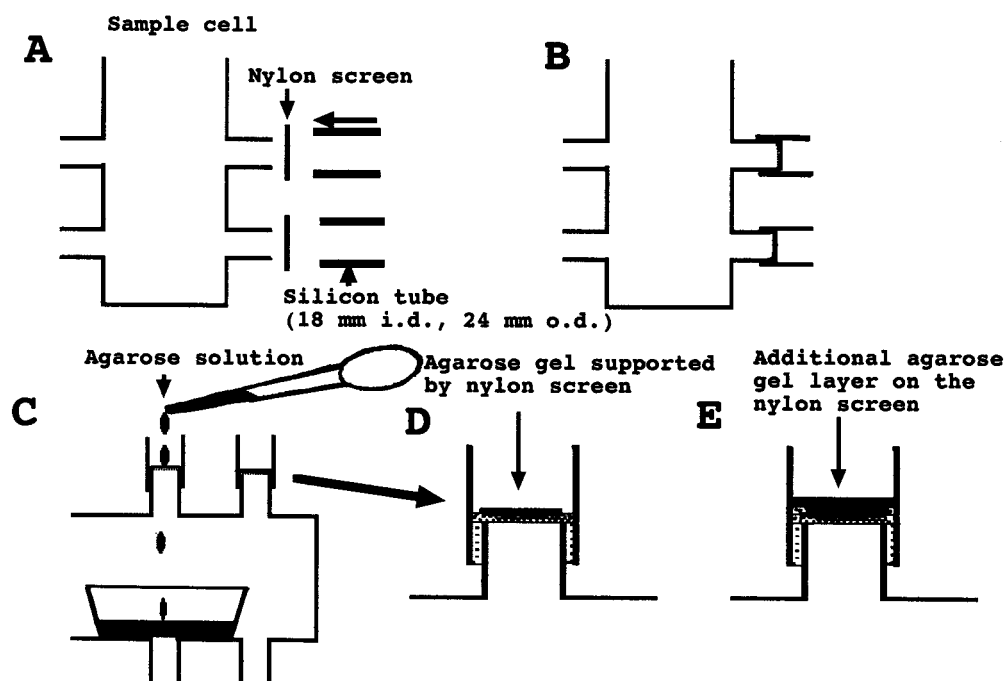 Sample cell
A
Nylon screen
B
Silicon tube
(18 mm i.d., 24 mm o.d.)
Agarose solution
C
Agarose gel supported
by nylon screen
D
Additional agarose
gel layer on the
nylon screen
E